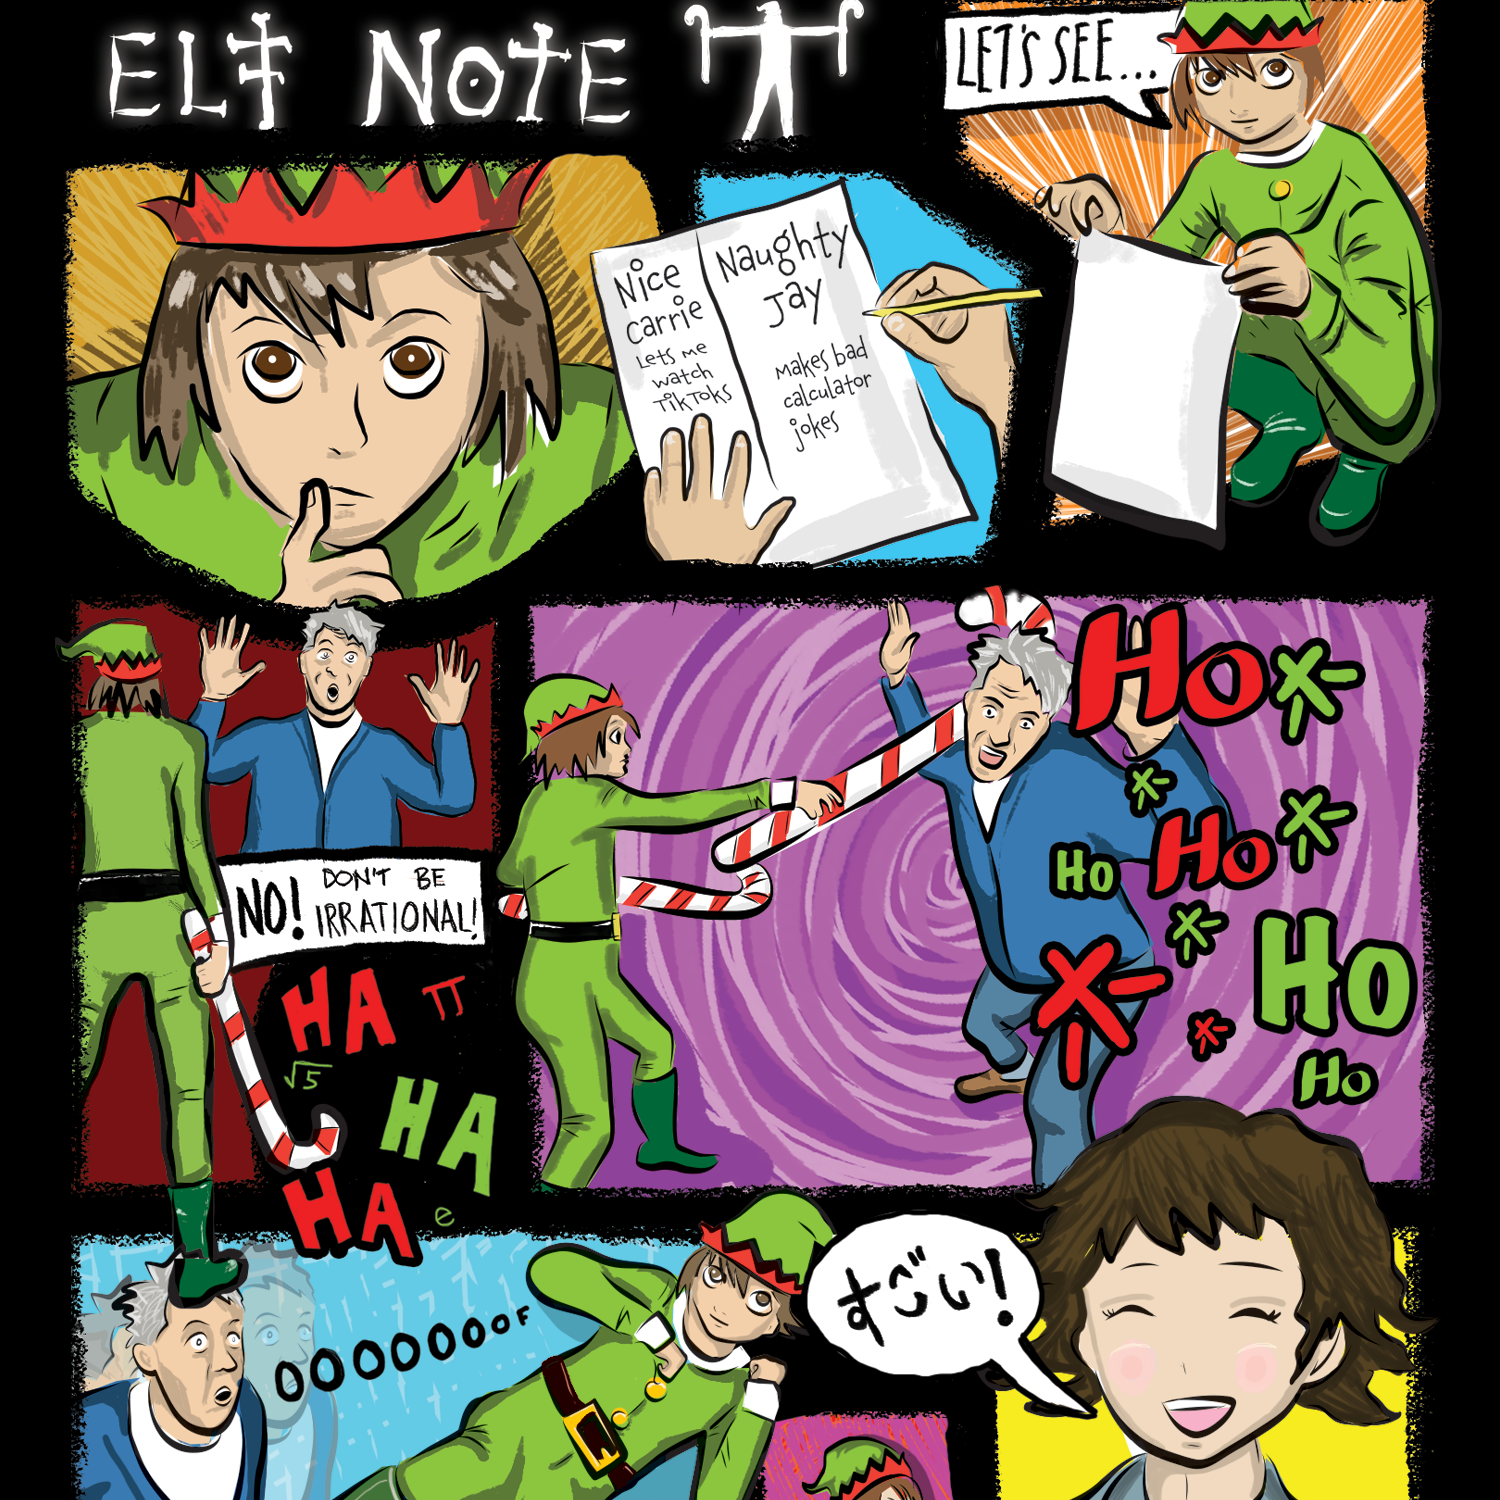 ELF NOTE
LET'S SEE...
Nice
carrie
Lets me
watch
TikToks
Naughty
Jay
makes bad
calculator
jokes
NO! DON'T BE
IRRATIONAL!
HA π
√5
HA
HA e
Ho
Ho
Ho
Ho
Ho
OOOOOOOOF
すごい!